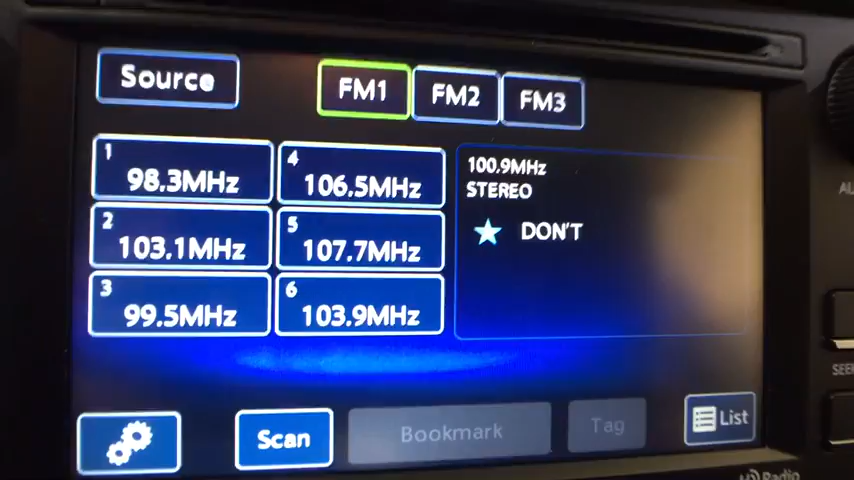 Source
FM1 FM2 FM3
1 98.3MHz
4 106.5MHz
2 103.1MHz
5 107.7MHz
3 99.5MHz
6 103.9MHz
100.9MHz
STEREO
DON'T
Scan
Bookmark
Tag
List
SEEK
HD Radio